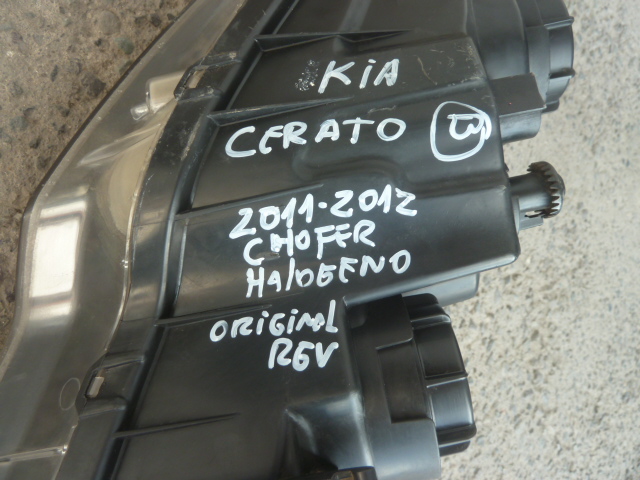 KiA
CERATO B
2011-2012
CHOFER
HAlOGENO
ORIGINAL
REV